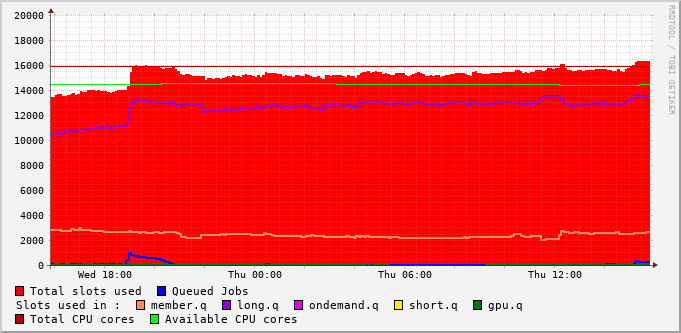 20000
18000
16000
14000
12000
10000
8000
6000
4000
2000
0
Wed 18:00 Thu 00:00 Thu 06:00 Thu 12:00
RRDTOOL / TOBI OETIKER
Total slots used Queued Jobs
Slots used in : member.q long.q ondemand.q short.q gpu.q
Total CPU cores Available CPU cores